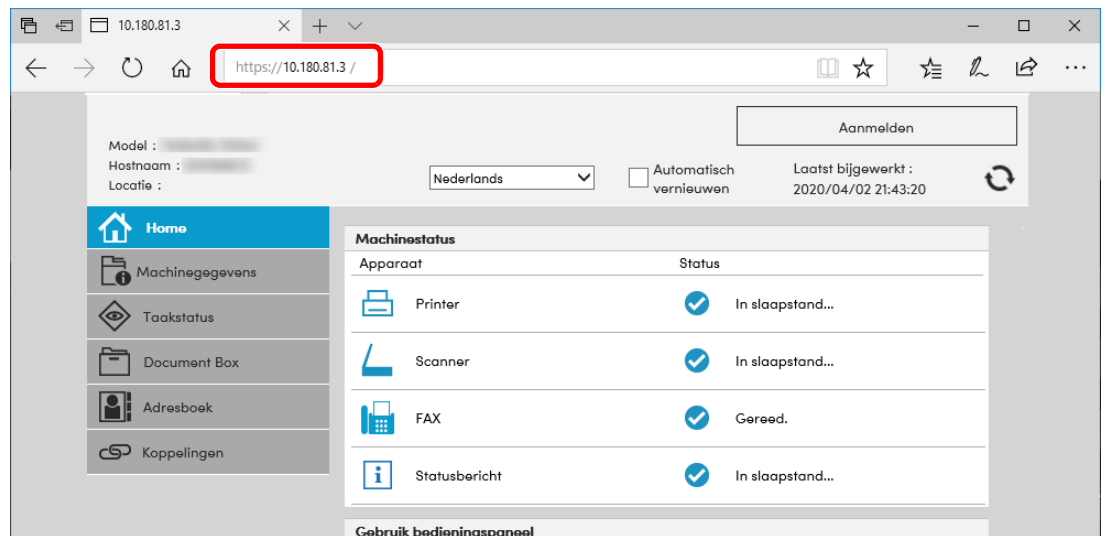 10.180.81.3
https://10.180.81.3 /
Aanmelden
Model :
Hostnaam :
Locatie :
Nederlands
Automatisch
vernieuwen
Laatst bijgewerkt :
2020/04/02 21:43:20
Home
Machinegegevens
Taakstatus
Document Box
Adresboek
Koppelingen
Machinestatus
Apparaat Status
Printer In slaapstand...
Scanner In slaapstand...
FAX Gereed.
Statusbericht In slaapstand...
Gebruik bedieningspaneel